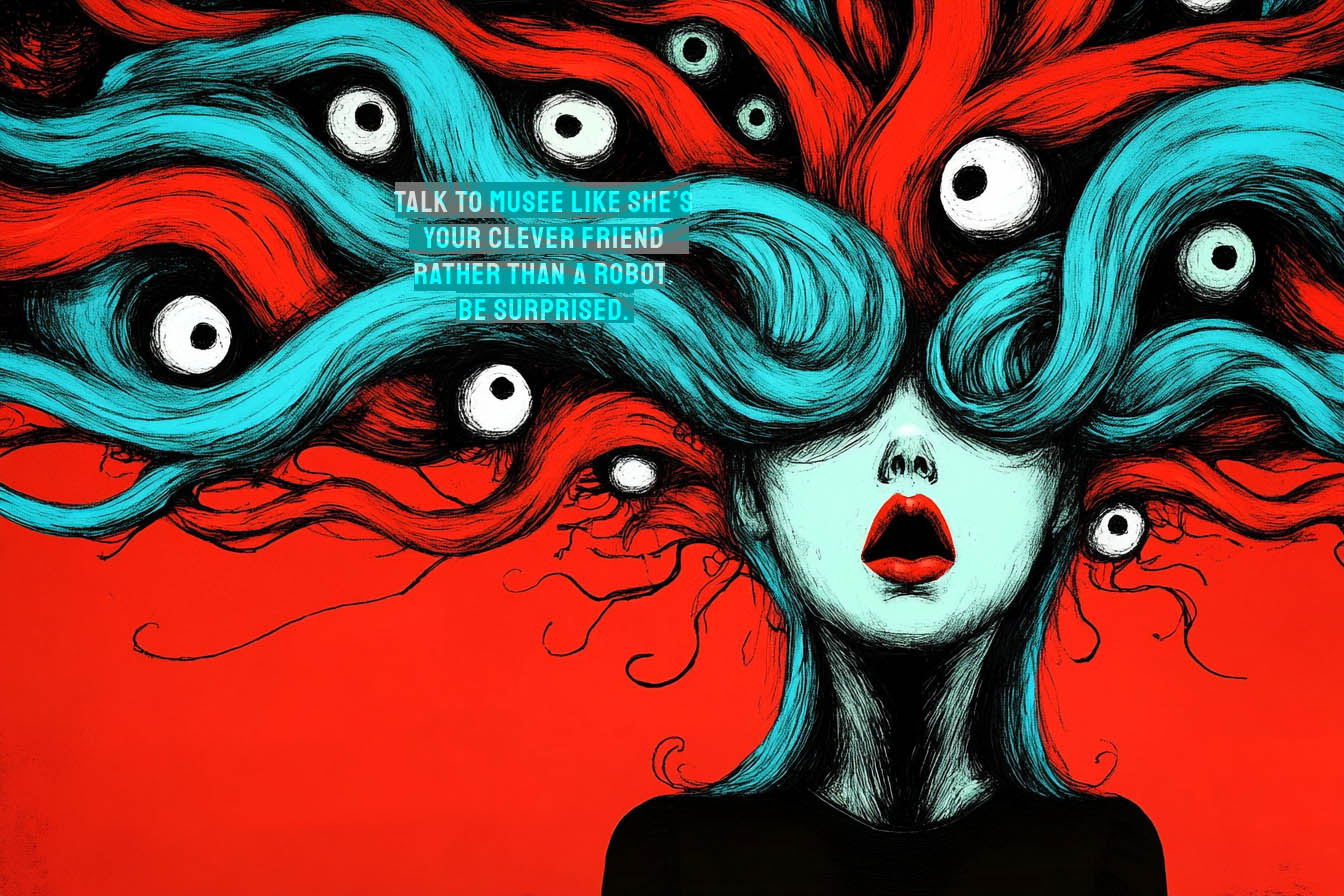 TALK TO MUSEE LIKE SHE'S
YOUR CLEVER FRIEND
RATHER THAN A ROBOT
BE SURPRISED.